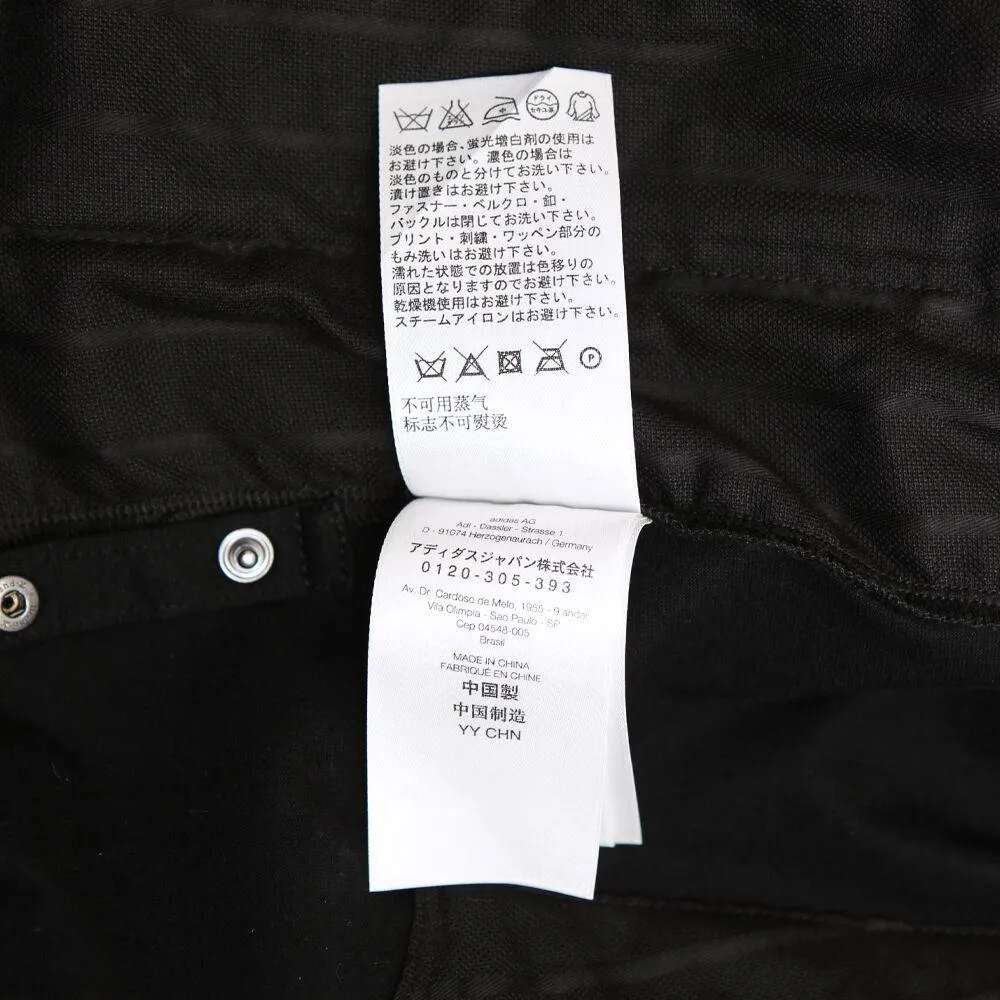 ドライ
セキユ系
中
淡色の場合、蛍光増白剤の使用は
お避け下さい。濃色の場合は
淡色のものと分けてお洗い下さい。
漬け置きはお避け下さい。
ファスナー・ベルクロ・釦・
バックルは閉じてお洗い下さい。
プリント・刺繍・ワッペン部分の
もみ洗いはお避け下さい。
濡れた状態での放置は色移りの
原因となりますのでお避け下さい。
乾燥機使用はお避け下さい。
スチームアイロンはお避け下さい。
P
不可用蒸气
标志不可熨烫
adidas AG
Adi - Dassler - Strasse 1
D - 91074 Herzogenaurach / Germany
アディダスジャパン株式会社
0120-305-393
Av. Dr. Cardoso de Melo, 1955 - 9 andar
Vila Olimpia - Sao Paulo - SP
Cep 04548-005
Brasil
MADE IN CHINA
FABRIQUÉ EN CHINE
中国製
中国制造
YY CHN